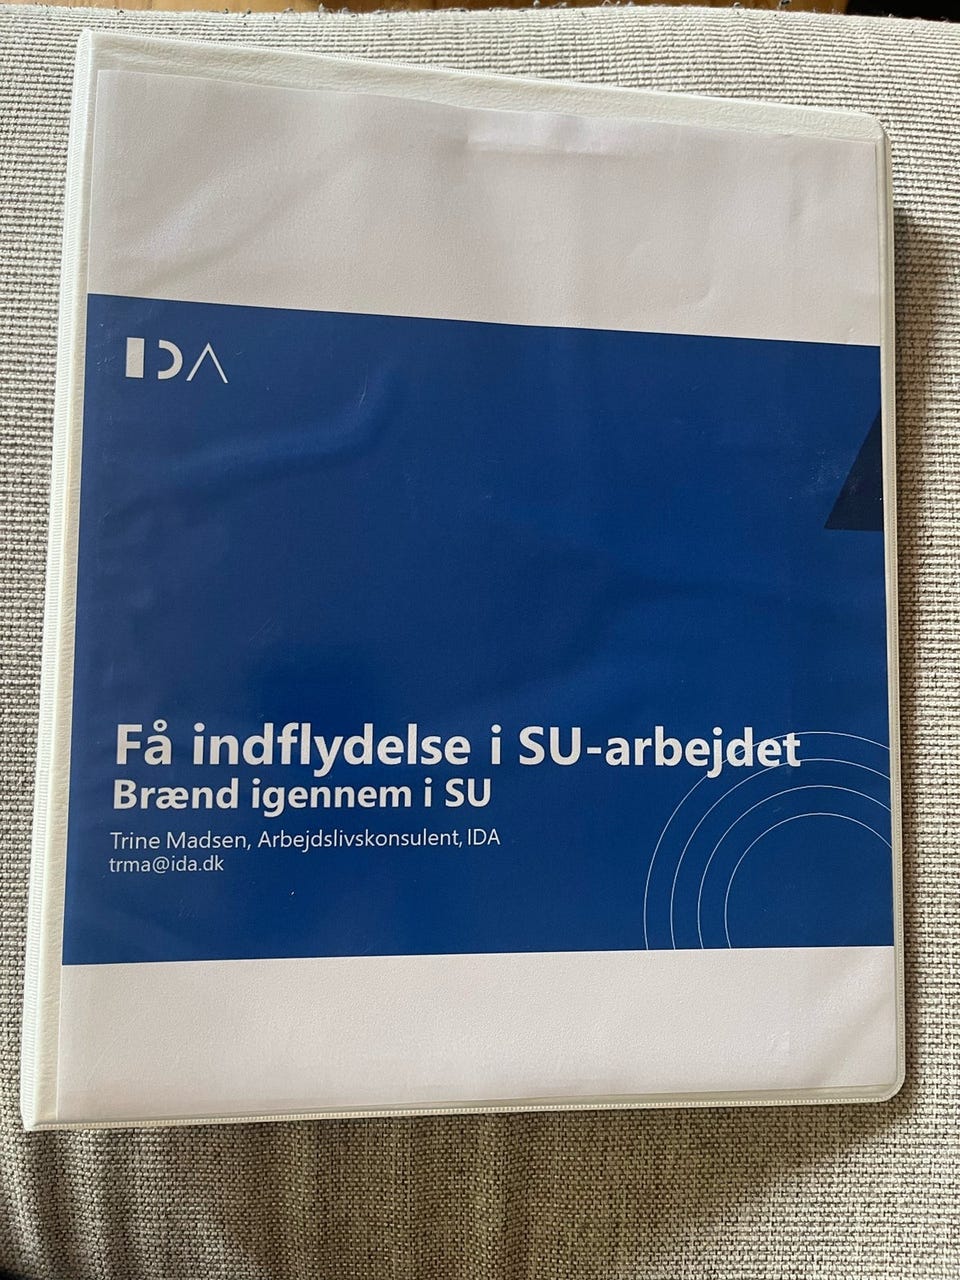 IDA
Få indflydelse i SU-arbejdet
Brænd igennem i SU
Trine Madsen, Arbejdslivskonsulent, IDA
trma@ida.dk